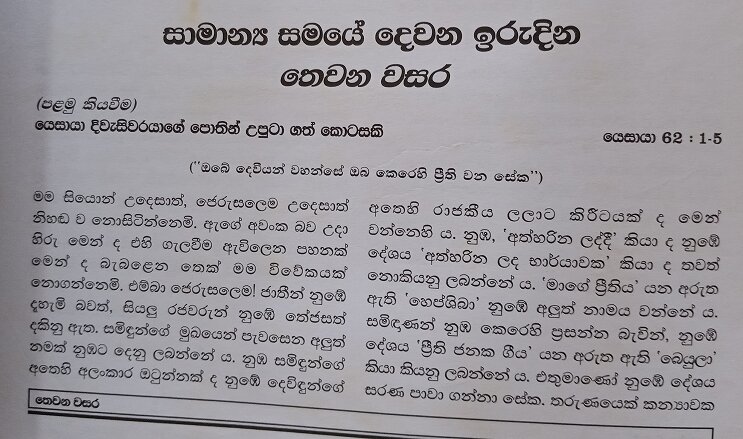 සාමාන්‍ය සමයේ දෙවන ඉරුදින
තෙවන වසර
(පළමු කියවීම)
යෙසායා දිවැසිවරයාගේ පොතින් උපුටා ගත් කොටසකි
යෙසායා 62 : 1-5
("ඔබේ දෙවියන් වහන්සේ ඔබ කෙරෙහි ප්‍රීති වන සේක")
මම සියොන් උදෙසාත්, ජෙරුසලෙම උදෙසාත්
නිහඬ ව නොසිටින්නෙමි. ඇගේ අවංක බව උදා
හිරු මෙන් ද එහි ගැලවීම ඇවිලෙන පහනක්
මෙන් ද බැබළෙන තෙක් මම විවේකයක්
නොගන්නෙමි. එම්බා ජෙරුසලෙම! ජාතීන් නුඹේ
දැහැමි බවත්, සියලු රජවරුන් නුඹේ තේජසත්
දකිනු ඇත. සමිඳුන්ගේ මුඛයෙන් පැවසෙන අලුත්
නමක් නුඹට දෙනු ලබන්නේ ය. නුඹ සමිඳුන්ගේ
අතෙහි අලංකාර ඔටුන්නක් ද නුඹේ දෙවිඳුන්ගේ
අතෙහි රාජකීය ලලාට කිරීටයක් ද මෙන්
වන්නෙහි ය. නුඹ, 'අත්හරින ලද්දී' කියා ද නුඹේ
දේශය 'අත්හරින ලද භාර්යාවක' කියා ද තවත්
නොකියනු ලබන්නේ ය. 'මාගේ ප්‍රීතිය' යන අරුත
ඇති 'හෙප්ශිබා' නුඹේ අලුත් නාමය වන්නේ ය.
සමිඳාණන් නුඹ කෙරෙහි ප්‍රසන්න බැවින්, නුඹේ
දේශය 'ප්‍රීති ජනක ගීය' යන අරුත ඇති 'බෙයුලා'
කියා කියනු ලබන්නේ ය. එතුමාණෝ නුඹේ දේශය
සරණ පාවා ගන්නා සේක. තරුණයෙක් කන්‍යාවක
තෙවන වසර